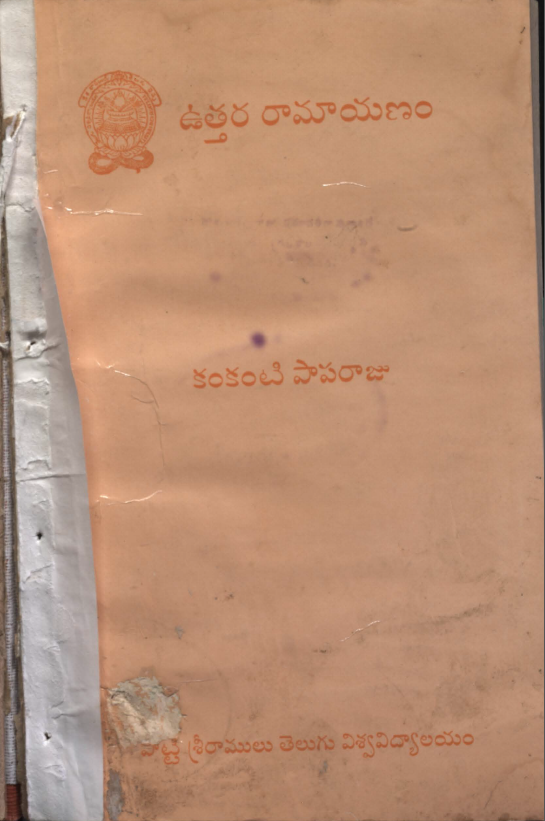 ఉత్తర రామాయణం
కంకంటి పాపరాజు
పొట్టి శ్రీరాములు తెలుగు విశ్వవిద్యాలయం